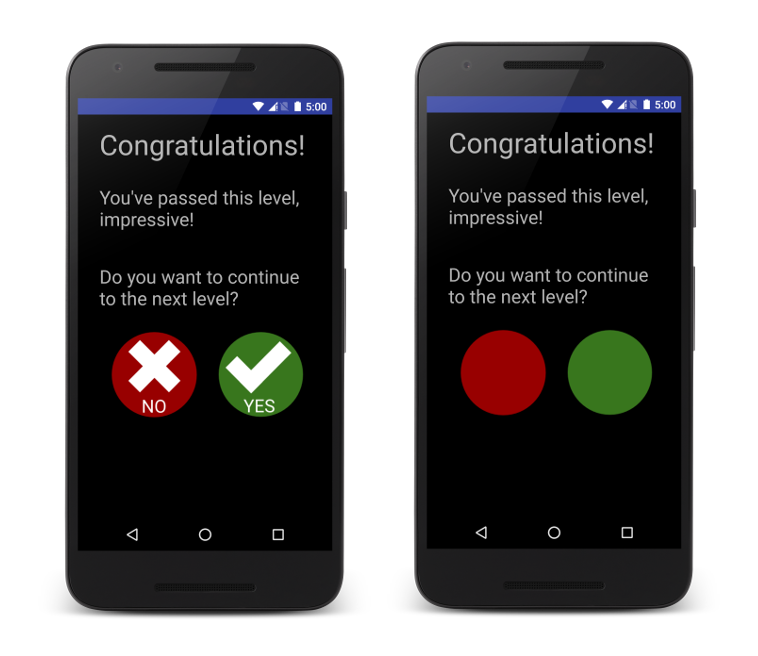 5:00
Congratulations!
You've passed this level,
impressive!
Do you want to continue
to the next level?
NO
YES
5:00
Congratulations!
You've passed this level,
impressive!
Do you want to continue
to the next level?